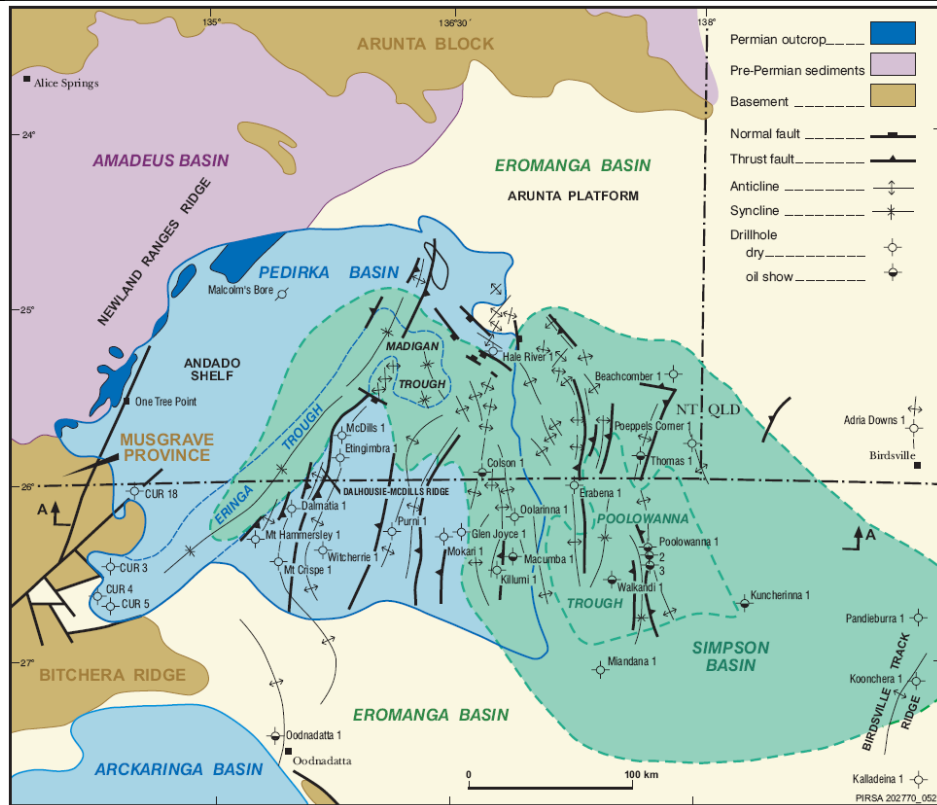 135°
136°30'
138°
ARUNTA BLOCK
Alice Springs
Permian outcrop
Pre-Permian sediments
Basement
Normal fault
Thrust fault
Anticline
Syncline
Drillhole
dry
oil show
24°
AMADEUS BASIN
EROMANGA BASIN
ARUNTA PLATFORM
NEWLAND RANGES RIDGE
PEDIRKA BASIN
Malcolm's Bore
25°
MADIGAN
TROUGH
Hale River 1
ANDADO
SHELF
Beachcomber 1
One Tree Point
NT QLD
Adria Downs 1
Poeppels Corner 1
ERINGA TROUGH
McDills 1
Etingimbra
MUSGRAVE
PROVINCE
Birdsville
Colson 1
Thomas 1
26°
CUR 18
DALHOUSIE-MCDILLS RIDGE
Erabena 1
A
Dalmatia 1
Oolarinna 1
POOLOWANNA
Purni 1
Glen Joyce 1
A
Mt Hammersley 1
Mokari 1
Poolowanna 1
2
3
Witcherrie 1
Macumba 1
Mt Crispe 1
CUR 3
Killumi 1
Walkandi 1
CUR 4
CUR 5
TROUGH
Kuncherinna 1
Pandieburra 1
SIMPSON
BASIN
27°
Miandana 1
BITCHERA RIDGE
Koonchera 1
BIRDSVILLE TRACK
RIDGE
EROMANGA BASIN
Oodnadatta 1
Oodnadatta
ARCKARINGA BASIN
0
100 km
Kalladeina 1
PIRSA 202770_052